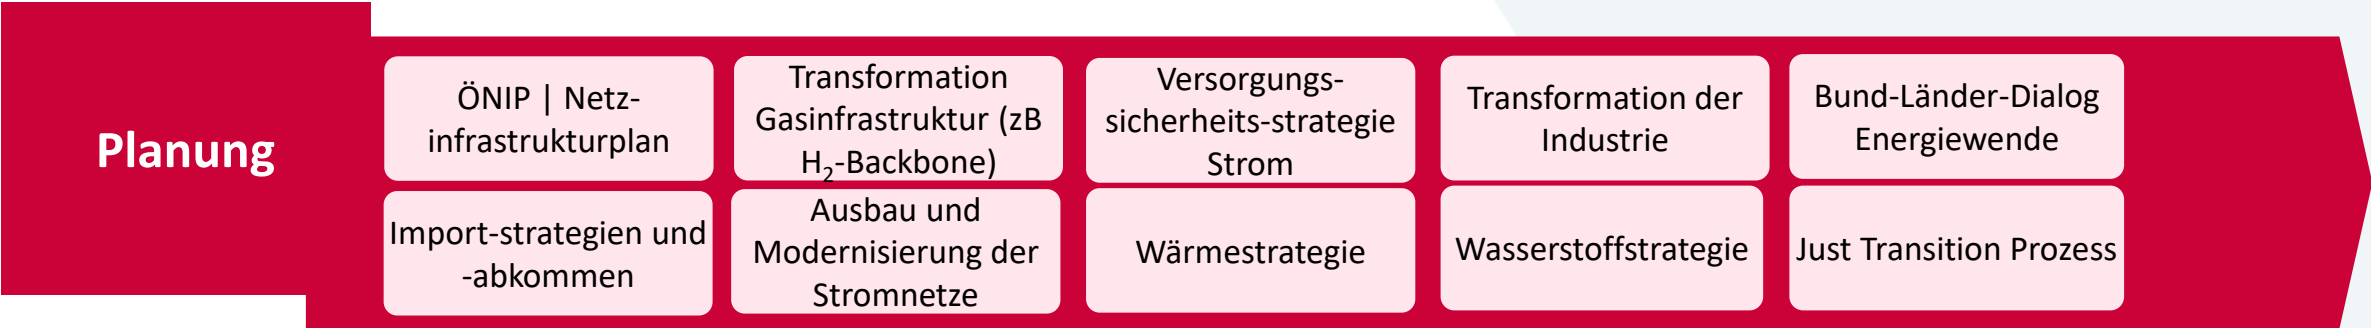 Planung
ÖNIP | Netz-
infrastrukturplan
Transformation
Gasinfrastruktur (zB
H₂-Backbone)
Versorgungs-
sicherheits-strategie
Strom
Transformation der
Industrie
Bund-Länder-Dialog
Energiewende
Import-strategien und
-abkommen
Ausbau und
Modernisierung der
Stromnetze
Wärmestrategie
Wasserstoffstrategie
Just Transition Prozess